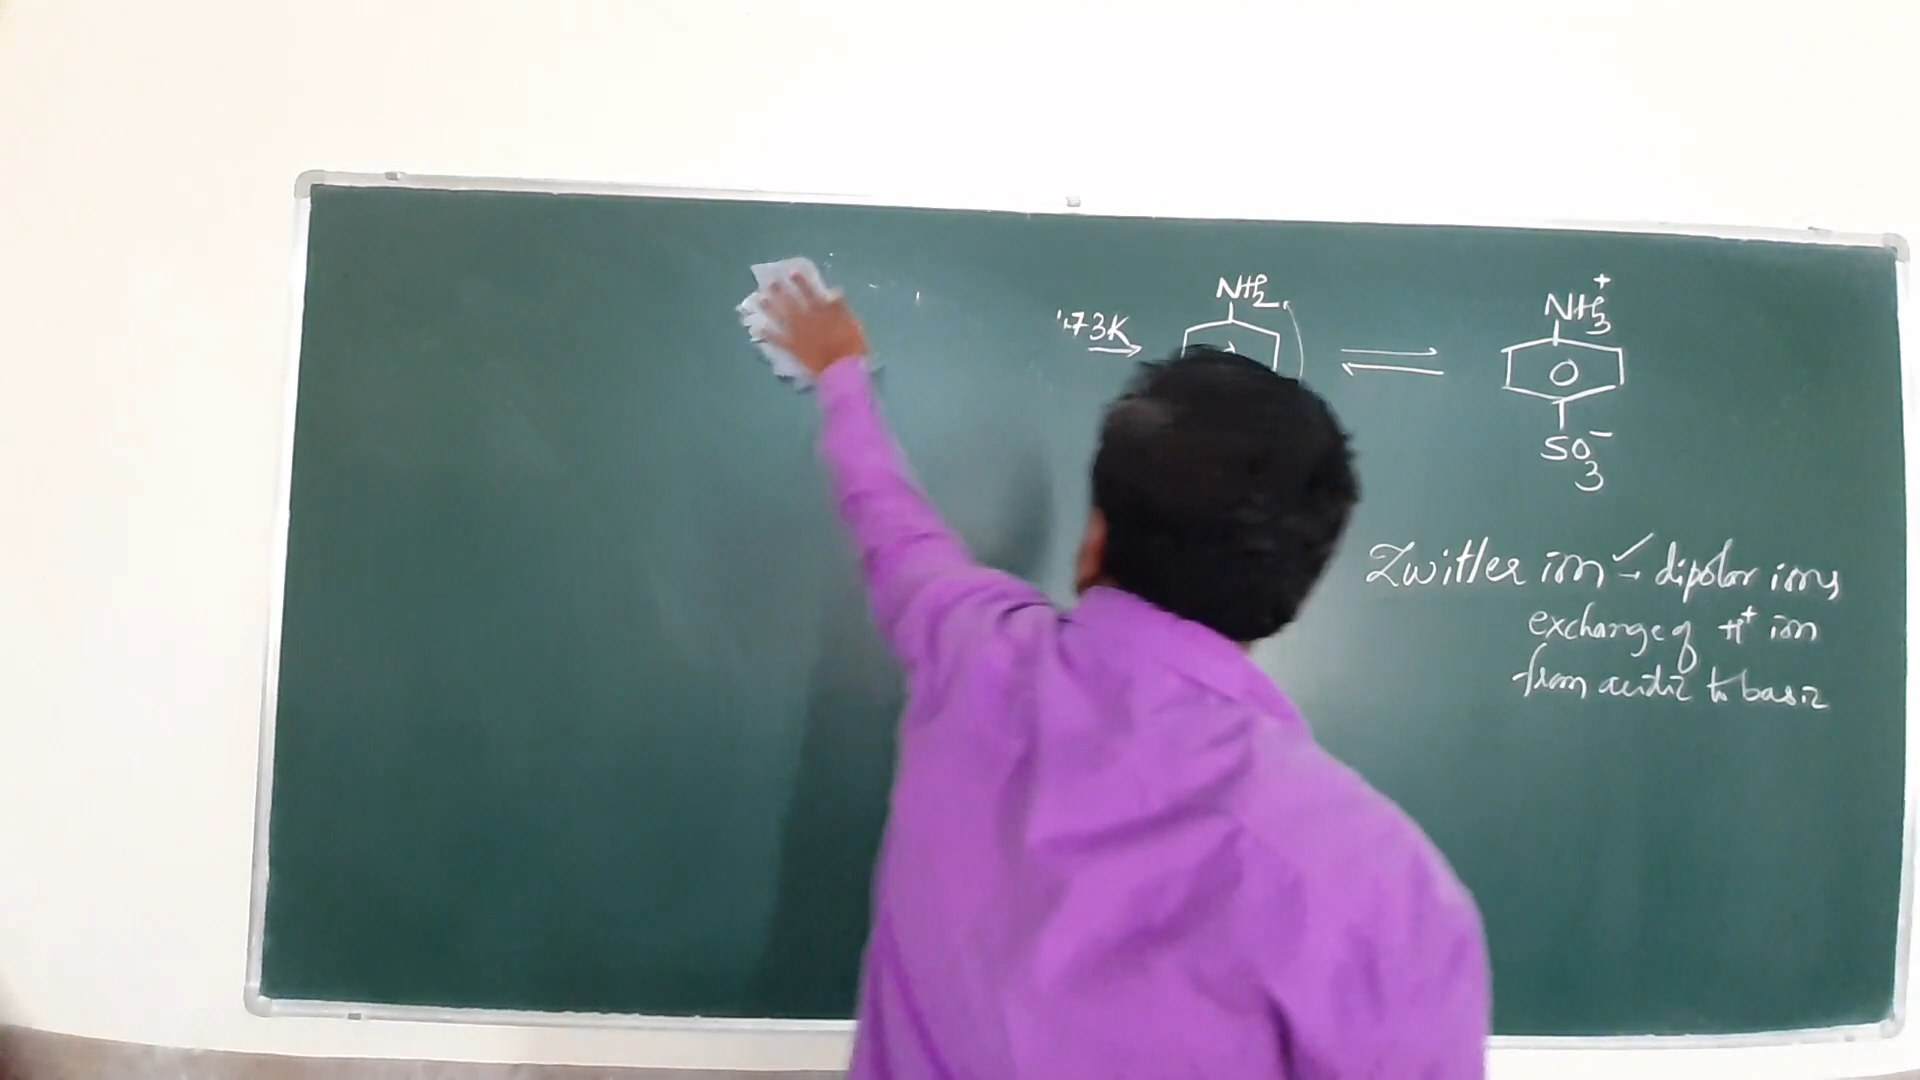 473K
NH2
NH3+
SO3-
Zwitter ion - dipolar ions
exchange of H+ ion
from acidic to basic